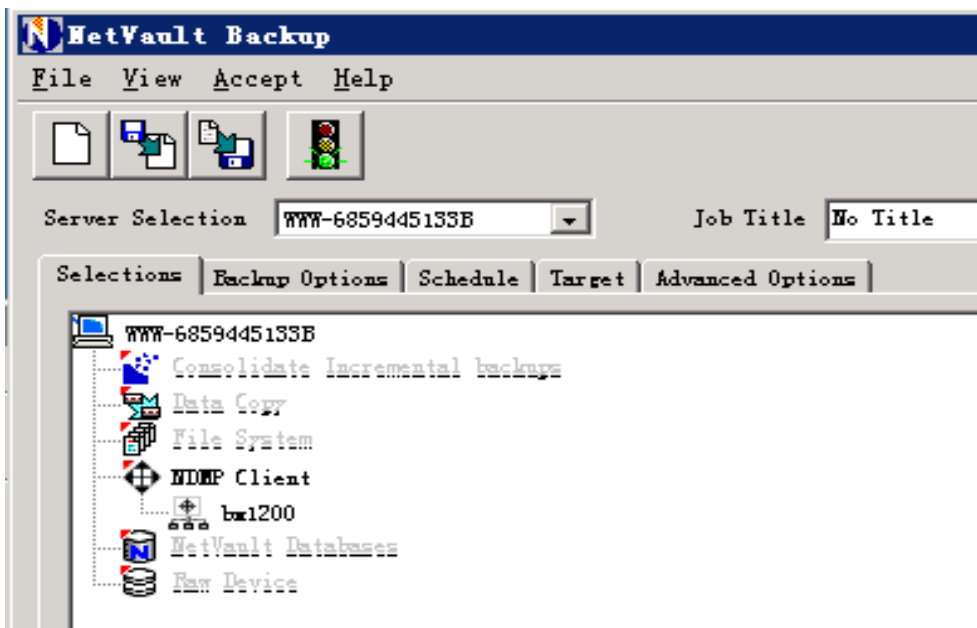 NetVault Backup
File View Accept Help
Server Selection WWW-6859445133B Job Title No Title
Selections Backup Options Schedule Target Advanced Options
WWW-6859445133B
Consolidate Incremental backups
Data Copy
File System
NDMP Client
bm1200
NetVault Databases
Raw Device